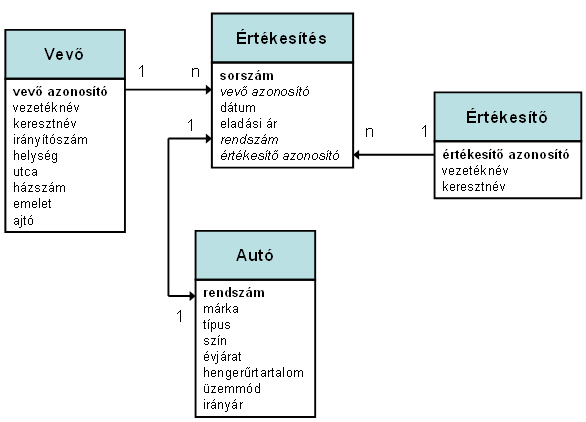 Vevő
vevő azonosító
vezetéknév
keresztnév
irányítószám
helység
utca
házszám
emelet
ajtó
1
n
Értékesítés
sorszám
vevő azonosító
dátum
eladási ár
rendszám
értékesítő azonosító
1
n
1
Értékesítő
értékesítő azonosító
vezetéknév
keresztnév
1
Autó
rendszám
márka
típus
szín
évjárat
hengerűrtartalom
üzemmód
irányár